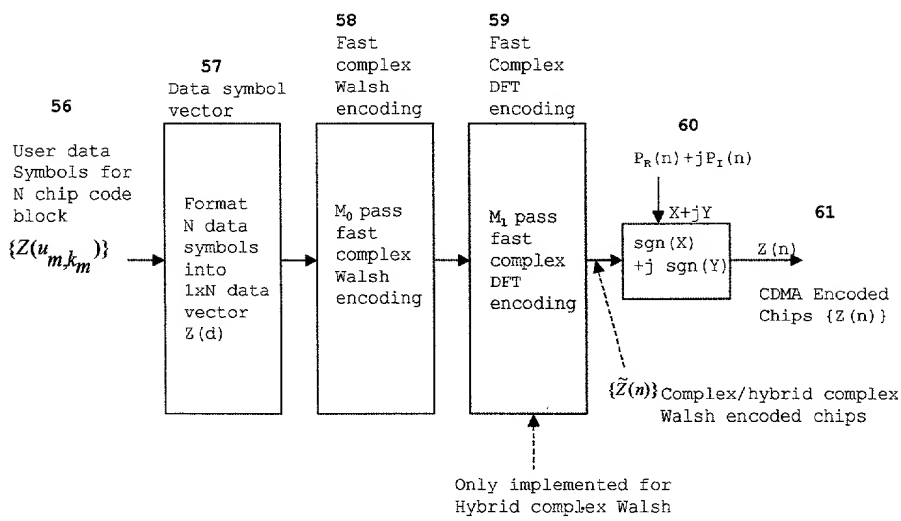 56
User data
Symbols for
N chip code
block
{Z(u_{m,k_m})}
57
Data symbol
vector
Format
N data
symbols
into
1xN data
vector
Z(d)
58
Fast
complex
Walsh
encoding
M₀ pass
fast
complex
Walsh
encoding
59
Fast
Complex
DFT
encoding
M₁ pass
fast
complex
DFT
encoding
Only implemented for
Hybrid complex Walsh
{Z̃(n)} Complex/hybrid complex
Walsh encoded chips
60
P_R(n)+jP_I(n)
X+jY
sgn(X)
+j sgn(Y)
61
Z(n)
CDMA Encoded
Chips {Z(n)}